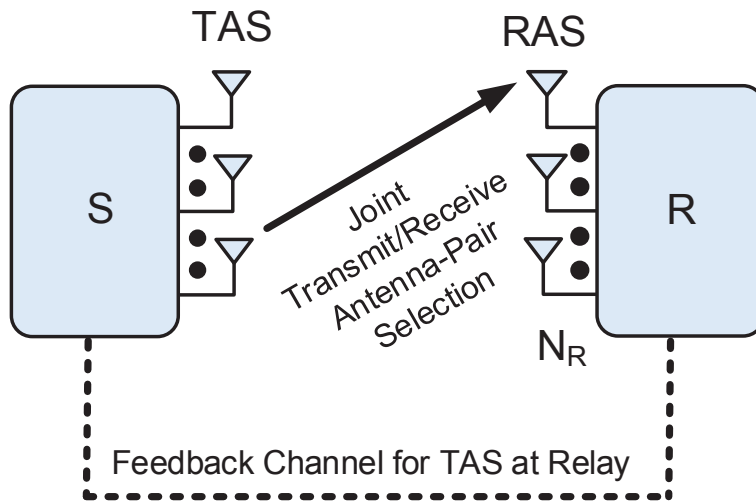 TAS
RAS
S
R
Joint
Transmit/Receive
Antenna-Pair
Selection
N_R
Feedback Channel for TAS at Relay